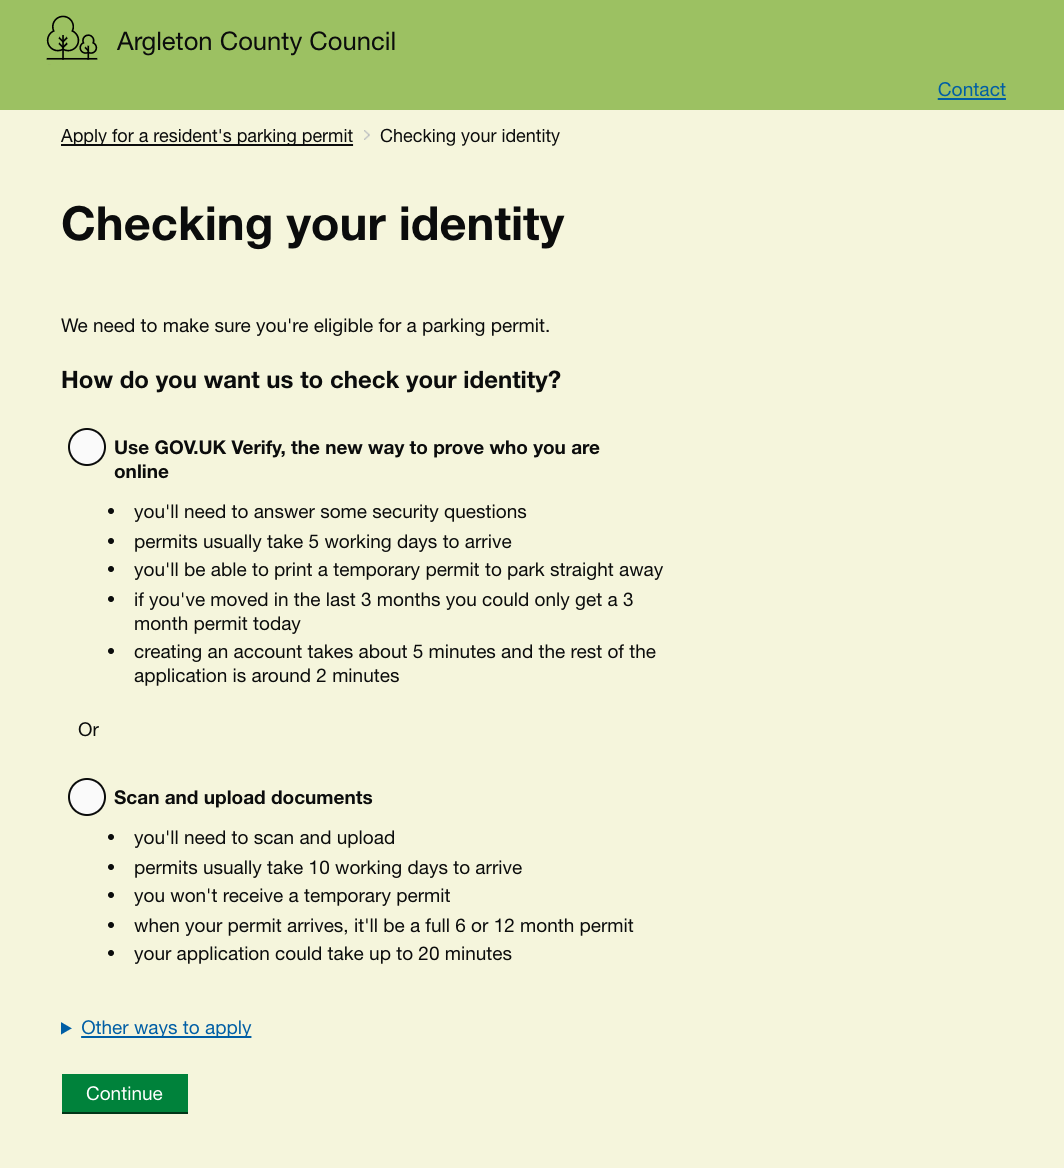 Argleton County Council
Contact
Apply for a resident's parking permit > Checking your identity
Checking your identity
We need to make sure you're eligible for a parking permit.
How do you want us to check your identity?
Use GOV.UK Verify, the new way to prove who you are
online
• you'll need to answer some security questions
• permits usually take 5 working days to arrive
• you'll be able to print a temporary permit to park straight away
• if you've moved in the last 3 months you could only get a 3
month permit today
• creating an account takes about 5 minutes and the rest of the
application is around 2 minutes
Or
Scan and upload documents
• you'll need to scan and upload
• permits usually take 10 working days to arrive
• you won't receive a temporary permit
• when your permit arrives, it'll be a full 6 or 12 month permit
• your application could take up to 20 minutes
Other ways to apply
Continue